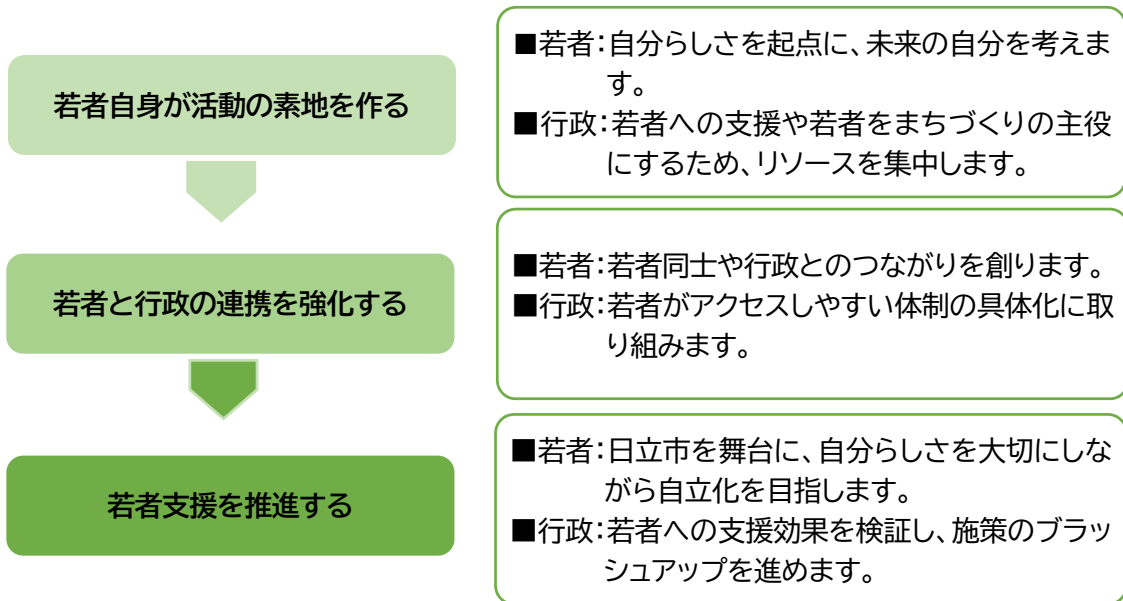 若者自身が活動の素地を作る
■若者：自分らしさを起点に、未来の自分を考えま
す。
■行政：若者への支援や若者をまちづくりの主役
にするため、リソースを集中します。
若者と行政の連携を強化する
■若者：若者同士や行政とのつながりを創ります。
■行政：若者がアクセスしやすい体制の具体化に取
り組みます。
若者支援を推進する
■若者：日立市を舞台に、自分らしさを大切にしな
がら自立化を目指します。
■行政：若者への支援効果を検証し、施策のブラッ
シュアップを進めます。